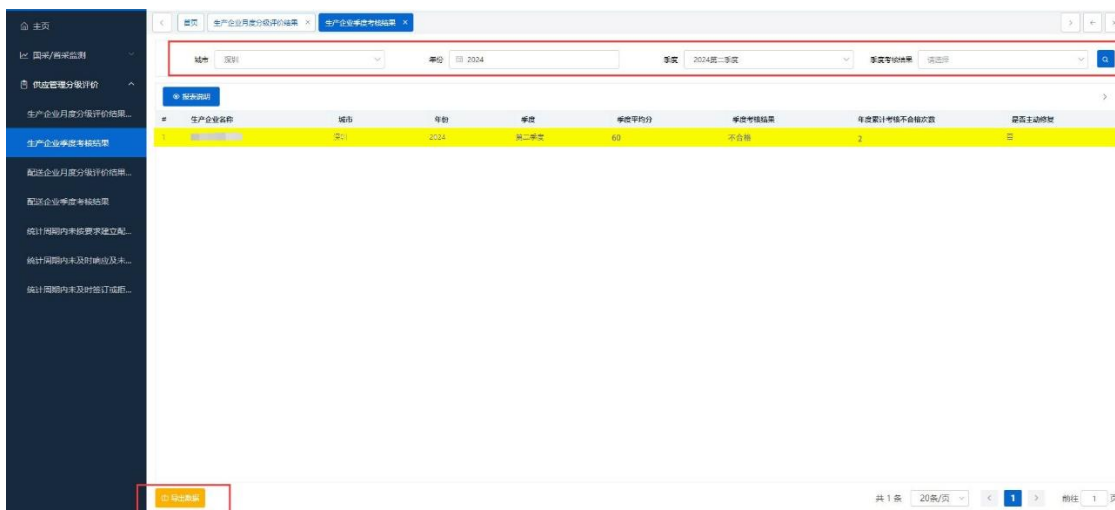 主页
首页 生产企业月度分级评价结果 × 生产企业季度考核结果 ×
国采/省采监测
城市 深圳 年份 2024 季度 2024第二季度 季度考核结果 请选择
供应管理分级评价
报表说明
生产企业月度分级评价结果...
# 生产企业名称 城市 年份 季度 季度平均分 季度考核结果 年度累计考核不合格次数 是否主动修复
1 深圳 2024 第二季度 60 不合格 2 否
生产企业季度考核结果
配送企业月度分级评价结果...
配送企业季度考核结果
统计周期内未按要求建立配...
统计周期内未及时响应及未...
统计周期内未及时签订或拒...
导出数据
共 1 条 20条/页 1 前往 1 页